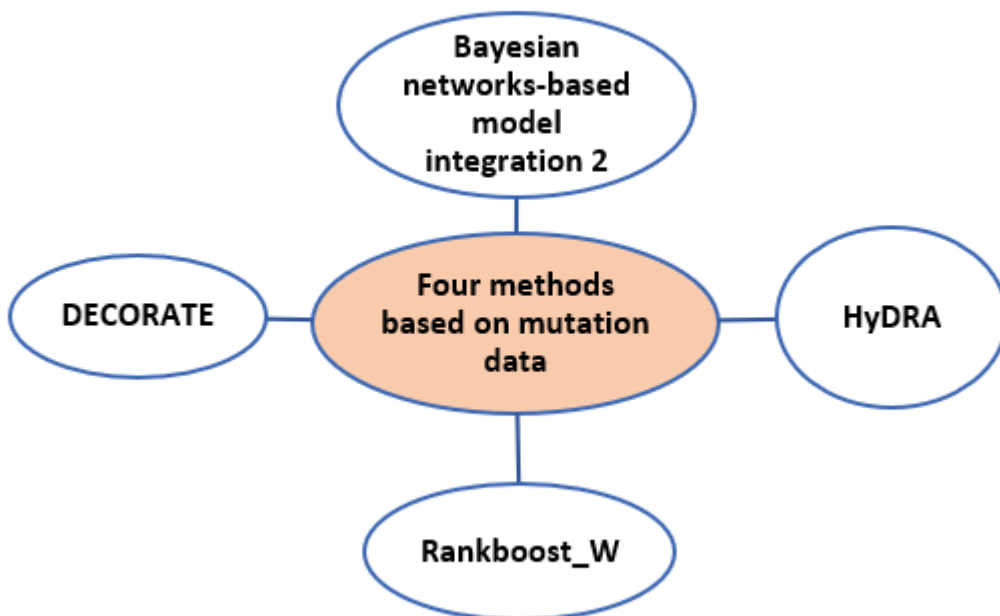 Bayesian
networks-based
model
integration 2
DECORATE
Four methods
based on mutation
data
HyDRA
Rankboost_W